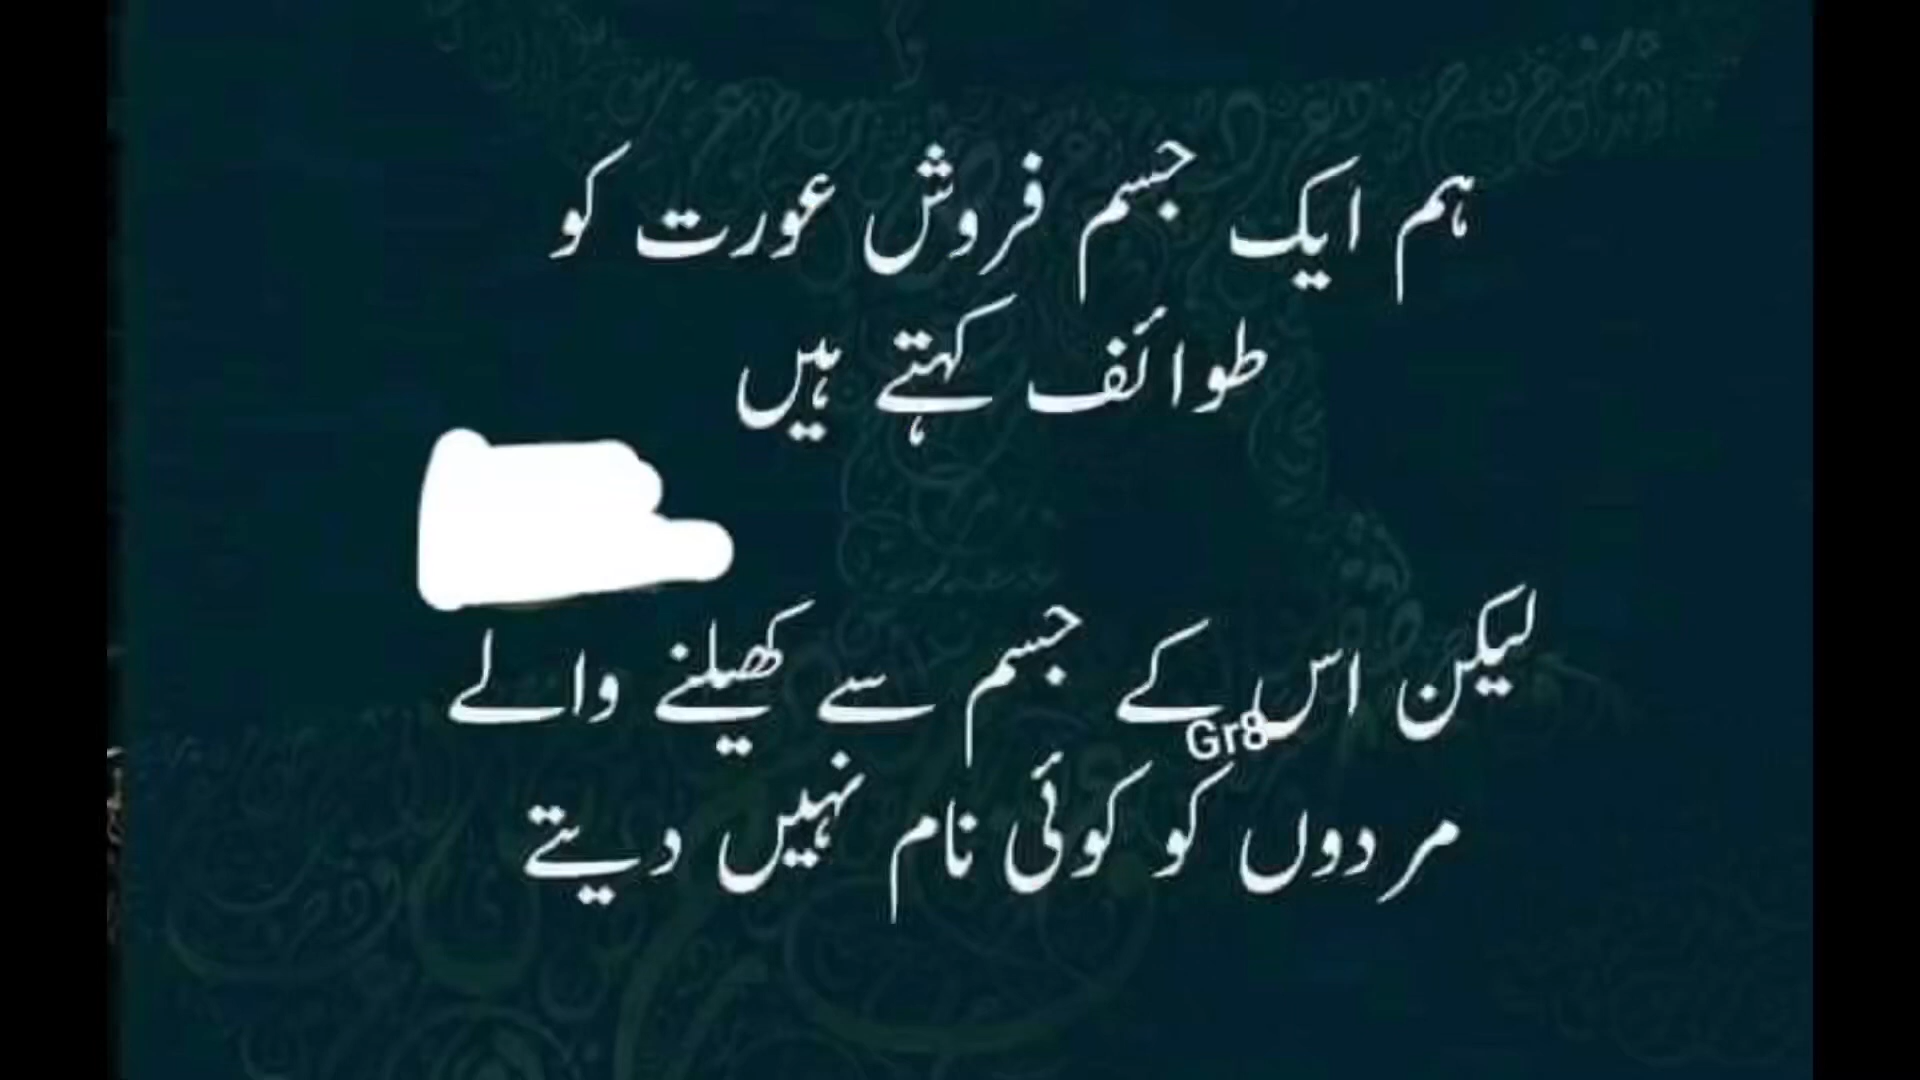 ہم ایک جسم فروش عورت کو
طوائف کہتے ہیں
لیکن اس کے جسم سے کھیلنے والے
Gr8
مردوں کو کوئی نام نہیں دیتے